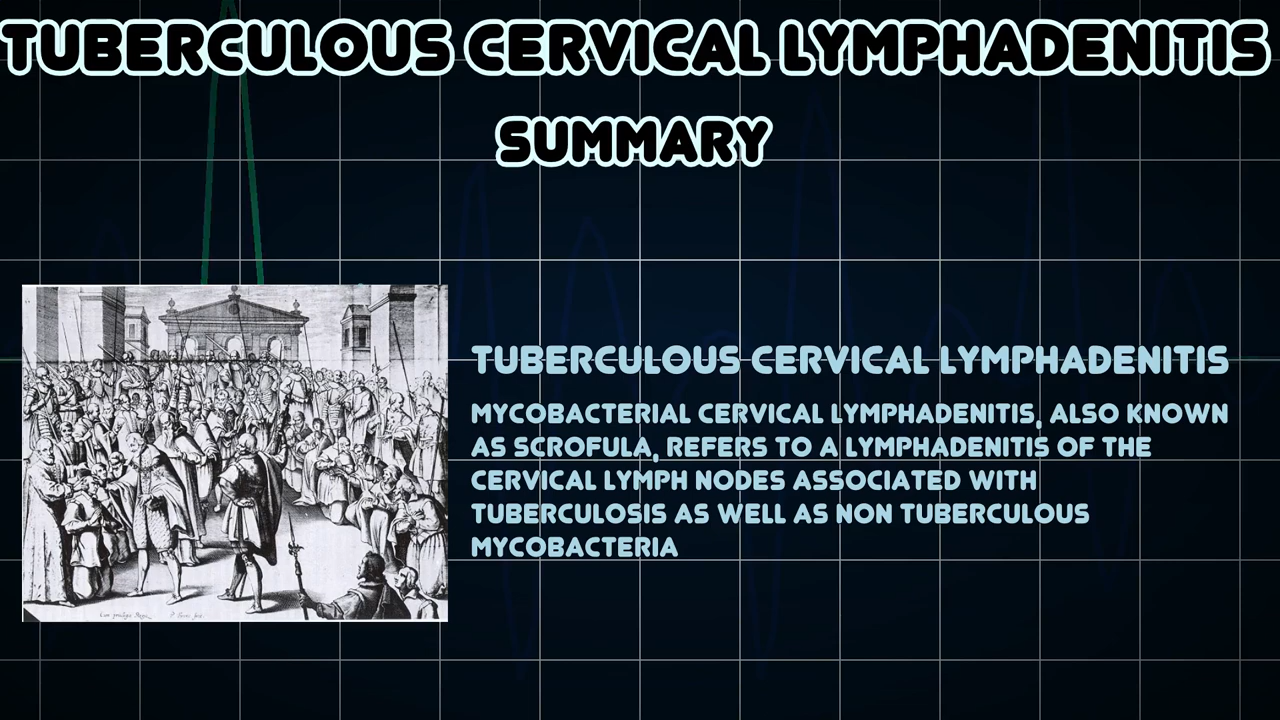 TUBERCULOUS CERVICAL LYMPHADENITIS
SUMMARY
TUBERCULOUS CERVICAL LYMPHADENITIS
MYCOBACTERIAL CERVICAL LYMPHADENITIS, ALSO KNOWN
AS SCROFULA, REFERS TO A LYMPHADENITIS OF THE
CERVICAL LYMPH NODES ASSOCIATED WITH
TUBERCULOSIS AS WELL AS NON TUBERCULOUS
MYCOBACTERIA